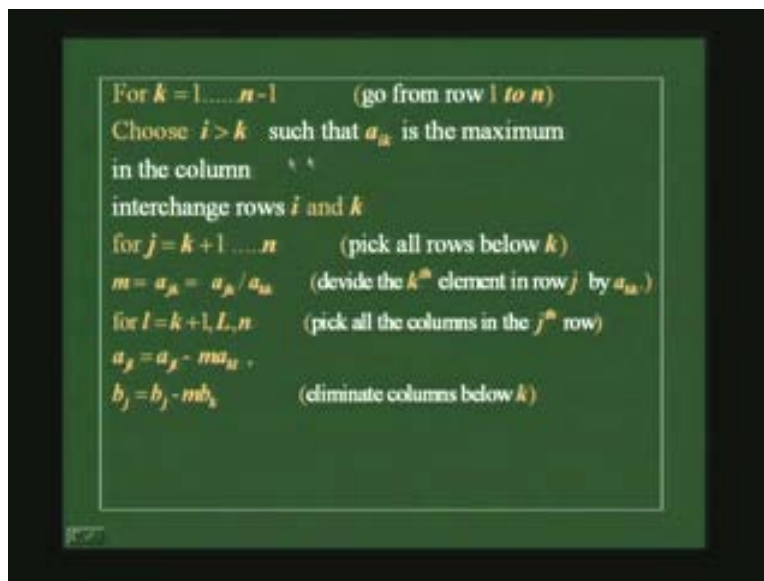 For k = 1......n-1 (go from row 1 to n)
Choose i > k such that a_ik is the maximum
in the column
interchange rows i and k
for j = k + 1 ..... n (pick all rows below k)
m = a_jk = a_jk / a_kk (devide the k^th element in row j by a_kk.)
for l = k +1, L, n (pick all the columns in the j^th row)
a_jl = a_jl - ma_kl .
b_j = b_j - mb_k (eliminate columns below k)